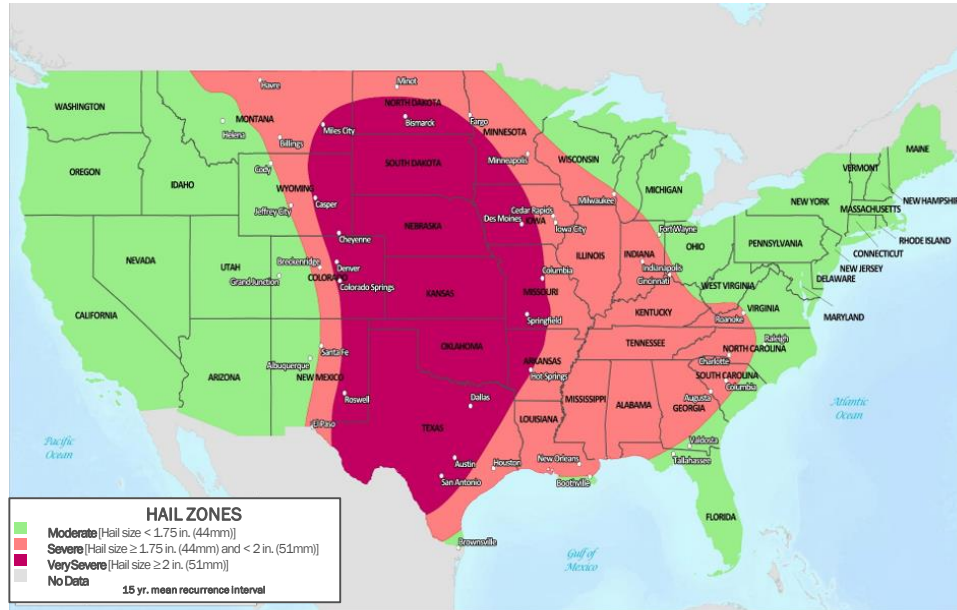 WASHINGTON
OREGON
CALIFORNIA
NEVADA
IDAHO
UTAH
ARIZONA
MONTANA
Havre
Helena
Billings
Miles City
WYOMING
Cody
Jeffrey City
Casper
Cheyenne
COLORADO
Breckenridge
Grand Junction
Denver
Colorado Springs
NEW MEXICO
Santa Fe
Albuquerque
Roswell
El Paso
NORTH DAKOTA
Minot
Bismarck
Fargo
SOUTH DAKOTA
NEBRASKA
KANSAS
OKLAHOMA
TEXAS
Dallas
Austin
San Antonio
Houston
Brownsville
MINNESOTA
Minneapolis
IOWA
Des Moines
Cedar Rapids
Iowa City
MISSOURI
Columbia
Springfield
ARKANSAS
Hot Springs
LOUISIANA
New Orleans
Boothville
WISCONSIN
Milwaukee
MICHIGAN
ILLINOIS
INDIANA
Fort Wayne
Indianapolis
Cincinnati
OHIO
KENTUCKY
TENNESSEE
MISSISSIPPI
ALABAMA
GEORGIA
Augusta
Valdosta
Tallahassee
FLORIDA
SOUTH CAROLINA
Columbia
NORTH CAROLINA
Charlotte
Raleigh
VIRGINIA
Roanoke
WEST VIRGINIA
PENNSYLVANIA
NEW YORK
VERMONT
MAINE
NEW HAMPSHIR
MASSACHUSETTS
RHODE ISLAND
CONNECTICUT
NEW JERSEY
DELAWARE
MARYLAND
Pacific
Ocean
Atlantic
Ocean
Gulf of
Mexico
HAIL ZONES
Moderate [Hail size < 1.75 in. (44mm)]
Severe [Hail size ≥ 1.75 in. (44mm) and < 2 in. (51mm)]
Very Severe [Hail size ≥ 2 in. (51mm)]
No Data
15 yr. mean recurrence interval